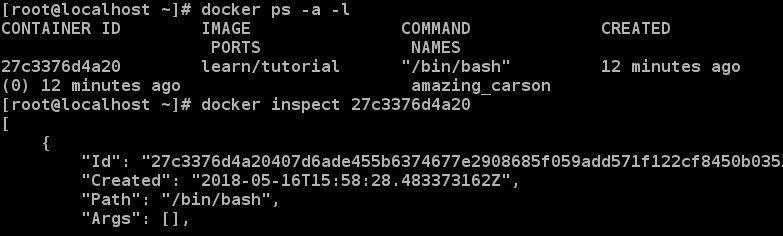 [root@localhost ~]# docker ps -a -l
CONTAINER ID        IMAGE               COMMAND             CREATED
                     PORTS               NAMES
27c3376d4a20        learn/tutorial      "/bin/bash"         12 minutes ago
(0) 12 minutes ago                       amazing_carson
[root@localhost ~]# docker inspect 27c3376d4a20
[
    {
        "Id": "27c3376d4a20407d6ade455b6374677e2908685f059add571f122cf8450b035
        "Created": "2018-05-16T15:58:28.483373162Z",
        "Path": "/bin/bash",
        "Args": [],